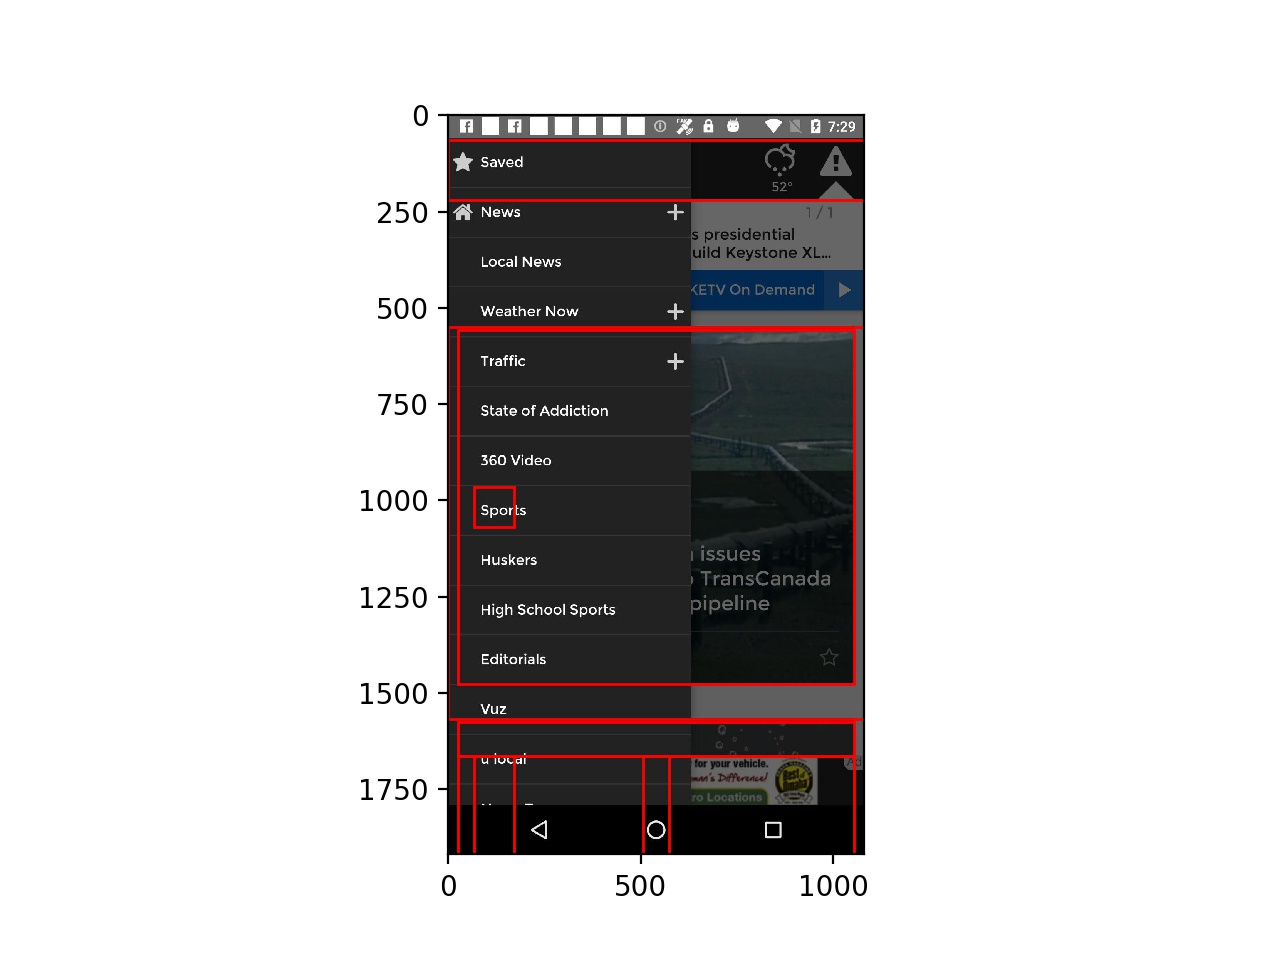 0
7:29
Saved
52°
250
News
1 / 1
s presidential
Local News
uild Keystone XL...
KETV On Demand
500
Weather Now
Traffic
750
State of Addiction
360 Video
1000
Sports
issues
Huskers
TransCanada
1250
High School Sports
pipeline
Editorials
1500
Vuz
u local
for your vehicle.
Ad
man's Difference!
1750
ro Locations
0
500
1000